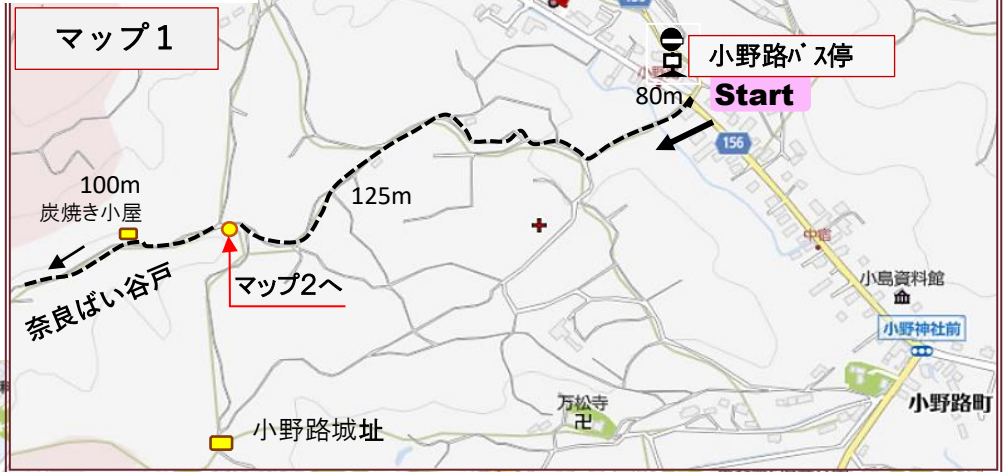 マップ1
小野路バス停
80m
Start
156
100m
炭焼き小屋
125m
中宿
小島資料館
マップ2へ
奈良ばい谷戸
小野神社前
小野路町
万松寺
卍
小野路城址